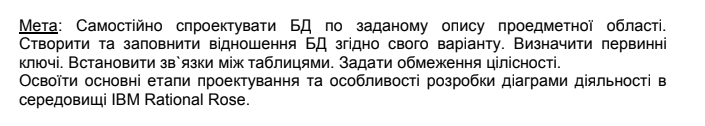 Мета: Самостійно спроектувати БД по заданому опису проедметної області.
Створити та заповнити відношення БД згідно свого варіанту. Визначити первинні
ключі. Встановити зв`язки між таблицями. Задати обмеження цілісності.
Освоїти основні етапи проектування та особливості розробки діаграми діяльності в
середовищі IBM Rational Rose.